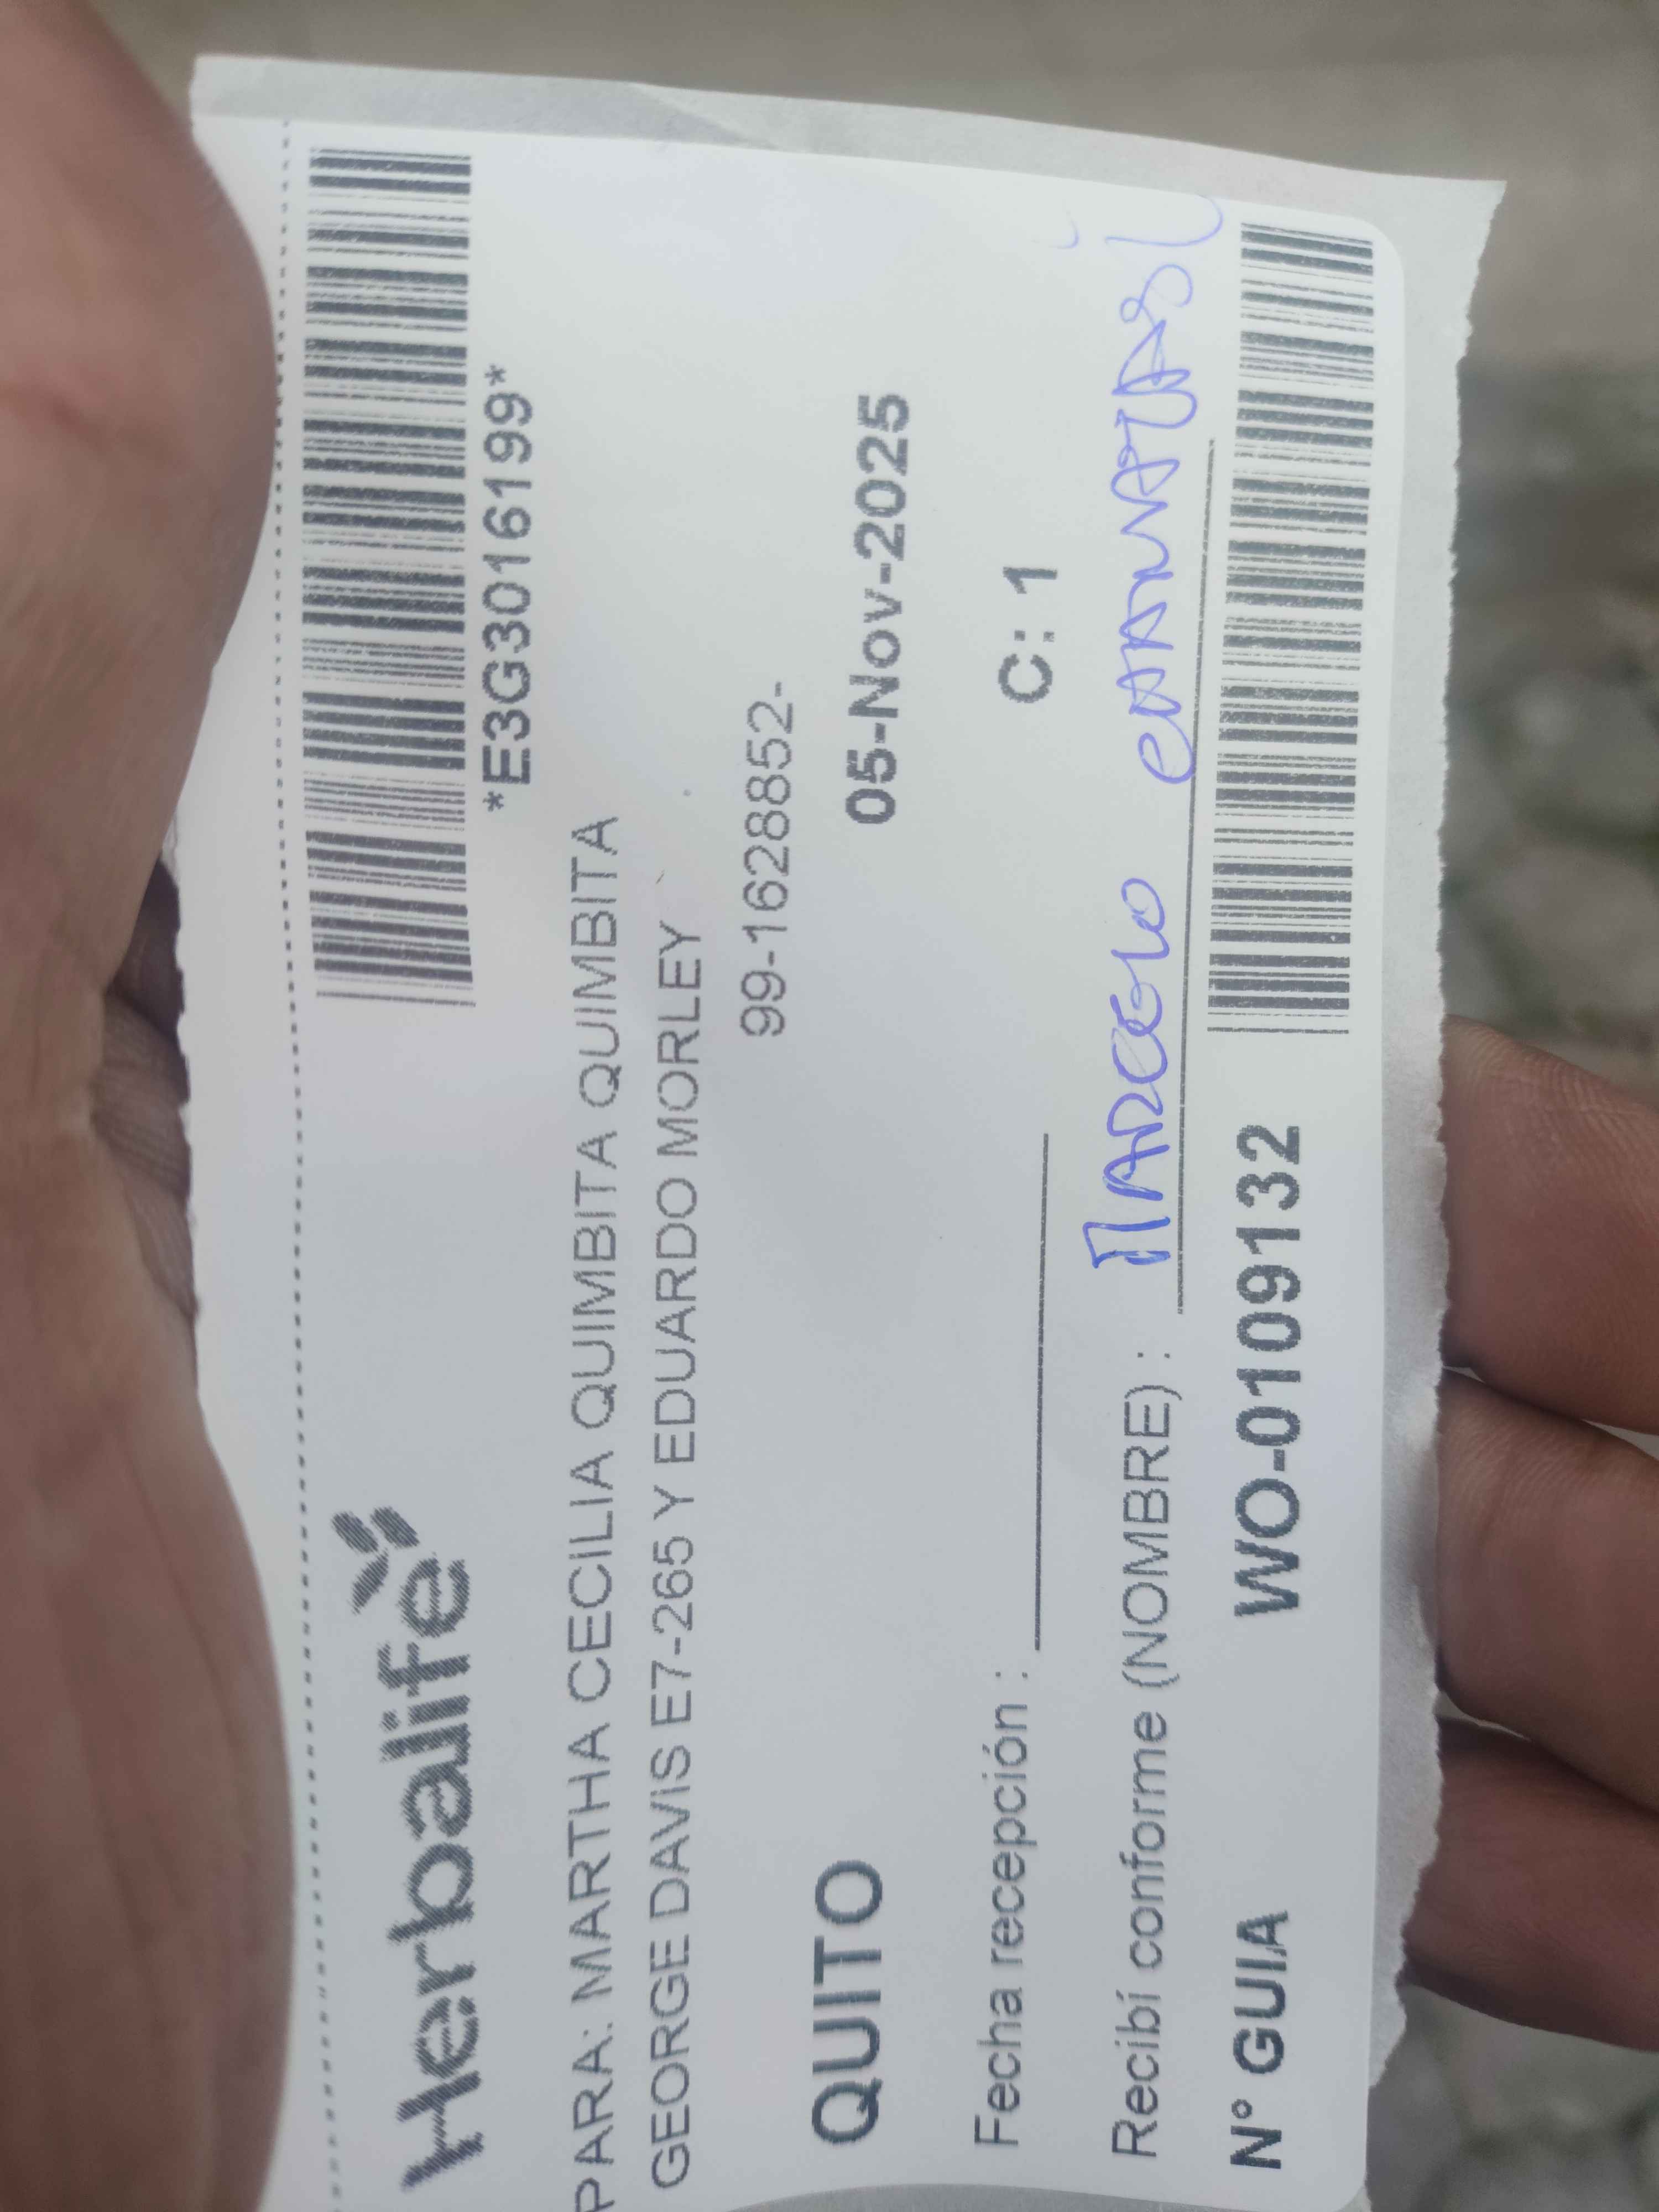 Herbalife
*E3G3016199*
PARA: MARTHA CECILIA QUIMBITA QUIMBITA
GEORGE DAVIS E7-265 Y EDUARDO MORLEY
99-1628852-
QUITO 05-Nov-2025
Fecha recepción : C: 1
Recibí conforme (NOMBRE) : MARCELO
N° GUIA WO-0109132